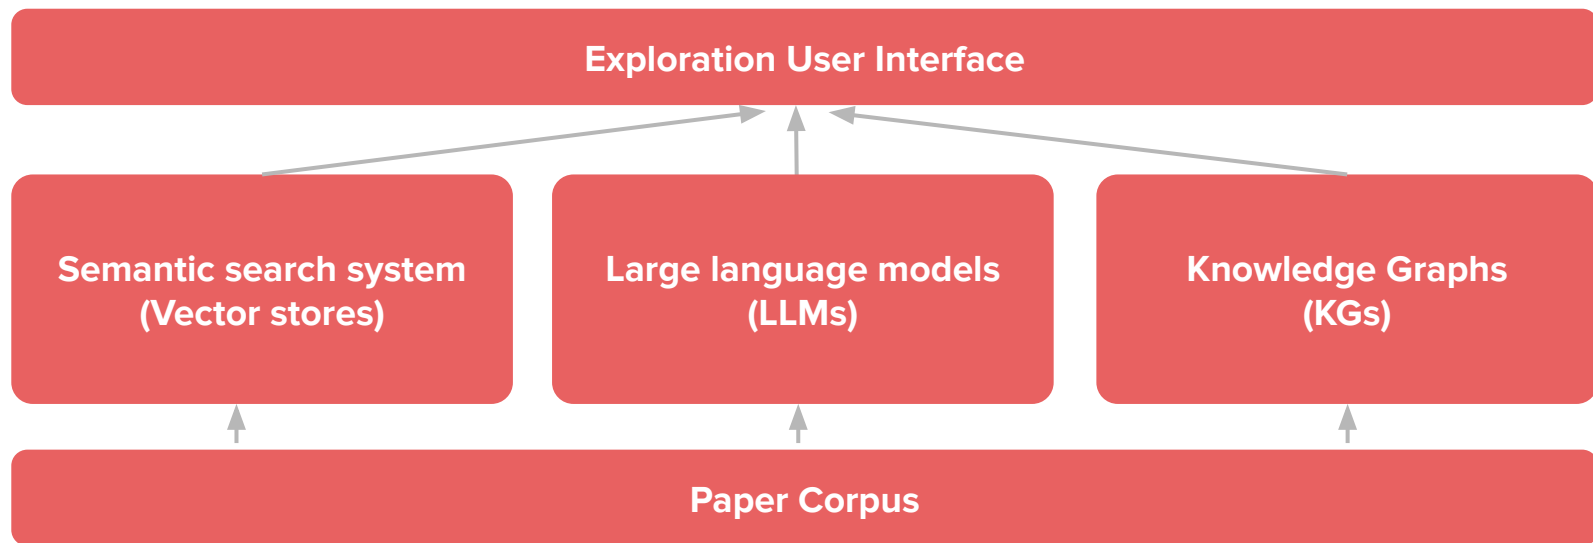 Exploration User Interface
Semantic search system
(Vector stores)
Large language models
(LLMs)
Knowledge Graphs
(KGs)
Paper Corpus